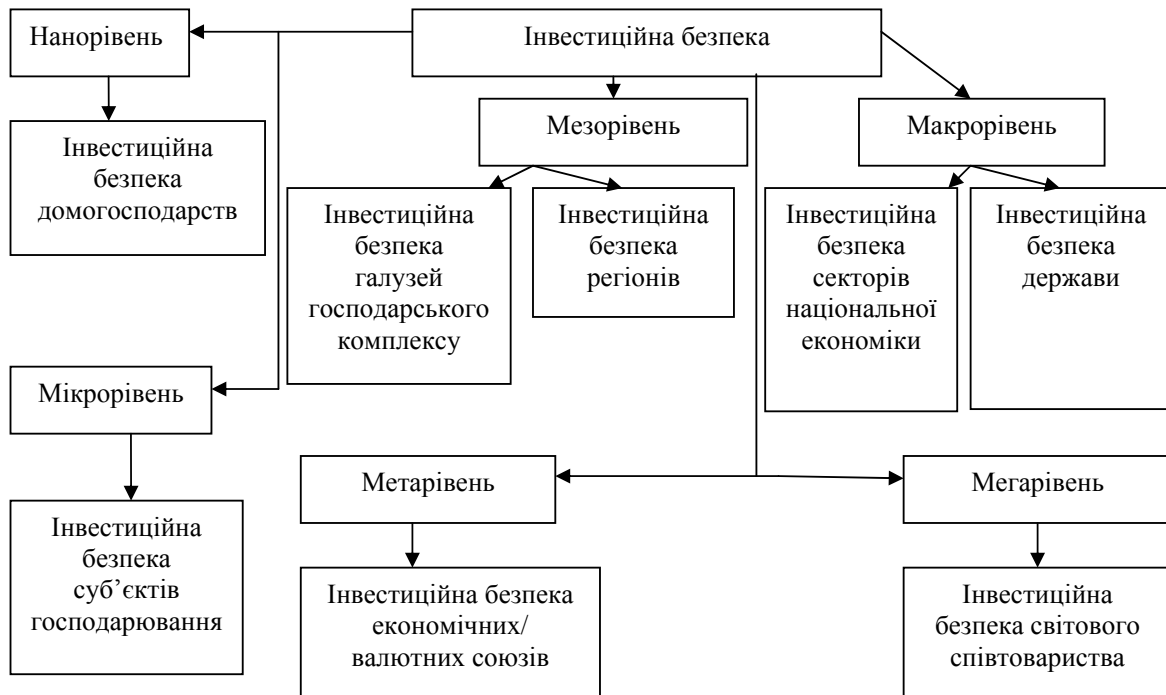 Нанорівень
Інвестиційна безпека
Мезорівень
Макрорівень
Інвестиційна
безпека
домогосподарств
Інвестиційна
безпека
галузей
господарського
комплексу
Інвестиційна
безпека
регіонів
Інвестиційна
безпека
секторів
національної
економіки
Інвестиційна
безпека
держави
Мікрорівень
Метарівень
Мегарівень
Інвестиційна
безпека
суб’єктів
господарювання
Інвестиційна безпека
економічних/
валютних союзів
Інвестиційна
безпека світового
співтовариства